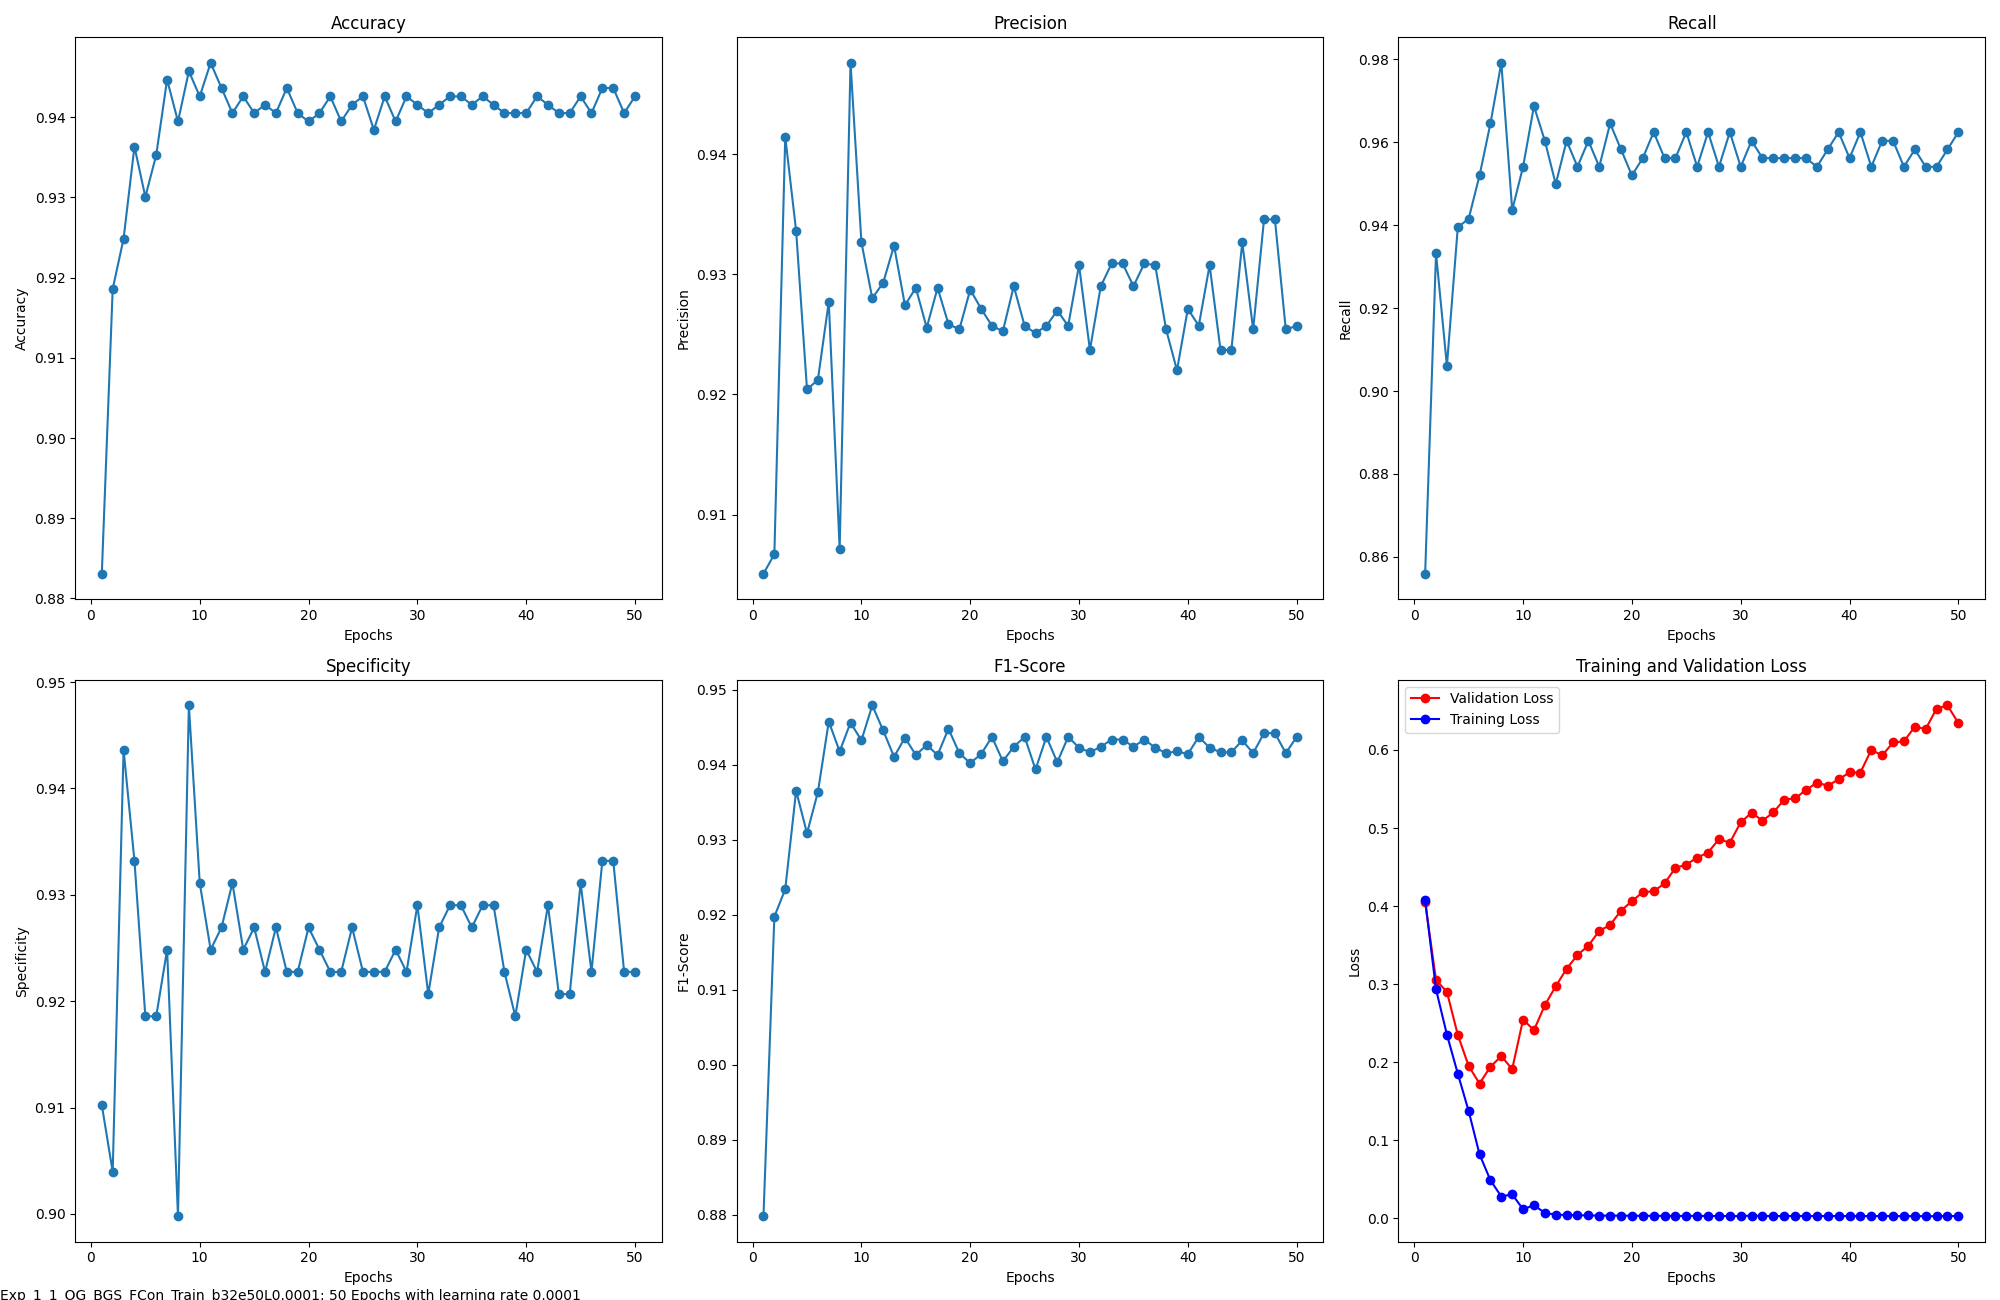 Accuracy
Precision
Recall
0.94
0.93
0.92
0.91
0.90
0.89
0.88
Accuracy
0 10 20 30 40 50
Epochs
0.94
0.93
0.92
0.91
Precision
0 10 20 30 40 50
Epochs
0.98
0.96
0.94
0.92
0.90
0.88
0.86
Recall
0 10 20 30 40 50
Epochs
Specificity
F1-Score
Training and Validation Loss
0.95
0.94
0.93
0.92
0.91
0.90
Specificity
0 10 20 30 40 50
Epochs
0.95
0.94
0.93
0.92
0.91
0.90
0.89
0.88
F1-Score
0 10 20 30 40 50
Epochs
Validation Loss
Training Loss
0.6
0.5
0.4
0.3
0.2
0.1
0.0
Loss
0 10 20 30 40 50
Epochs
Exp_1_1_OG_BGS_FCon_Train_b32e50L0.0001: 50 Epochs with learning rate 0.0001